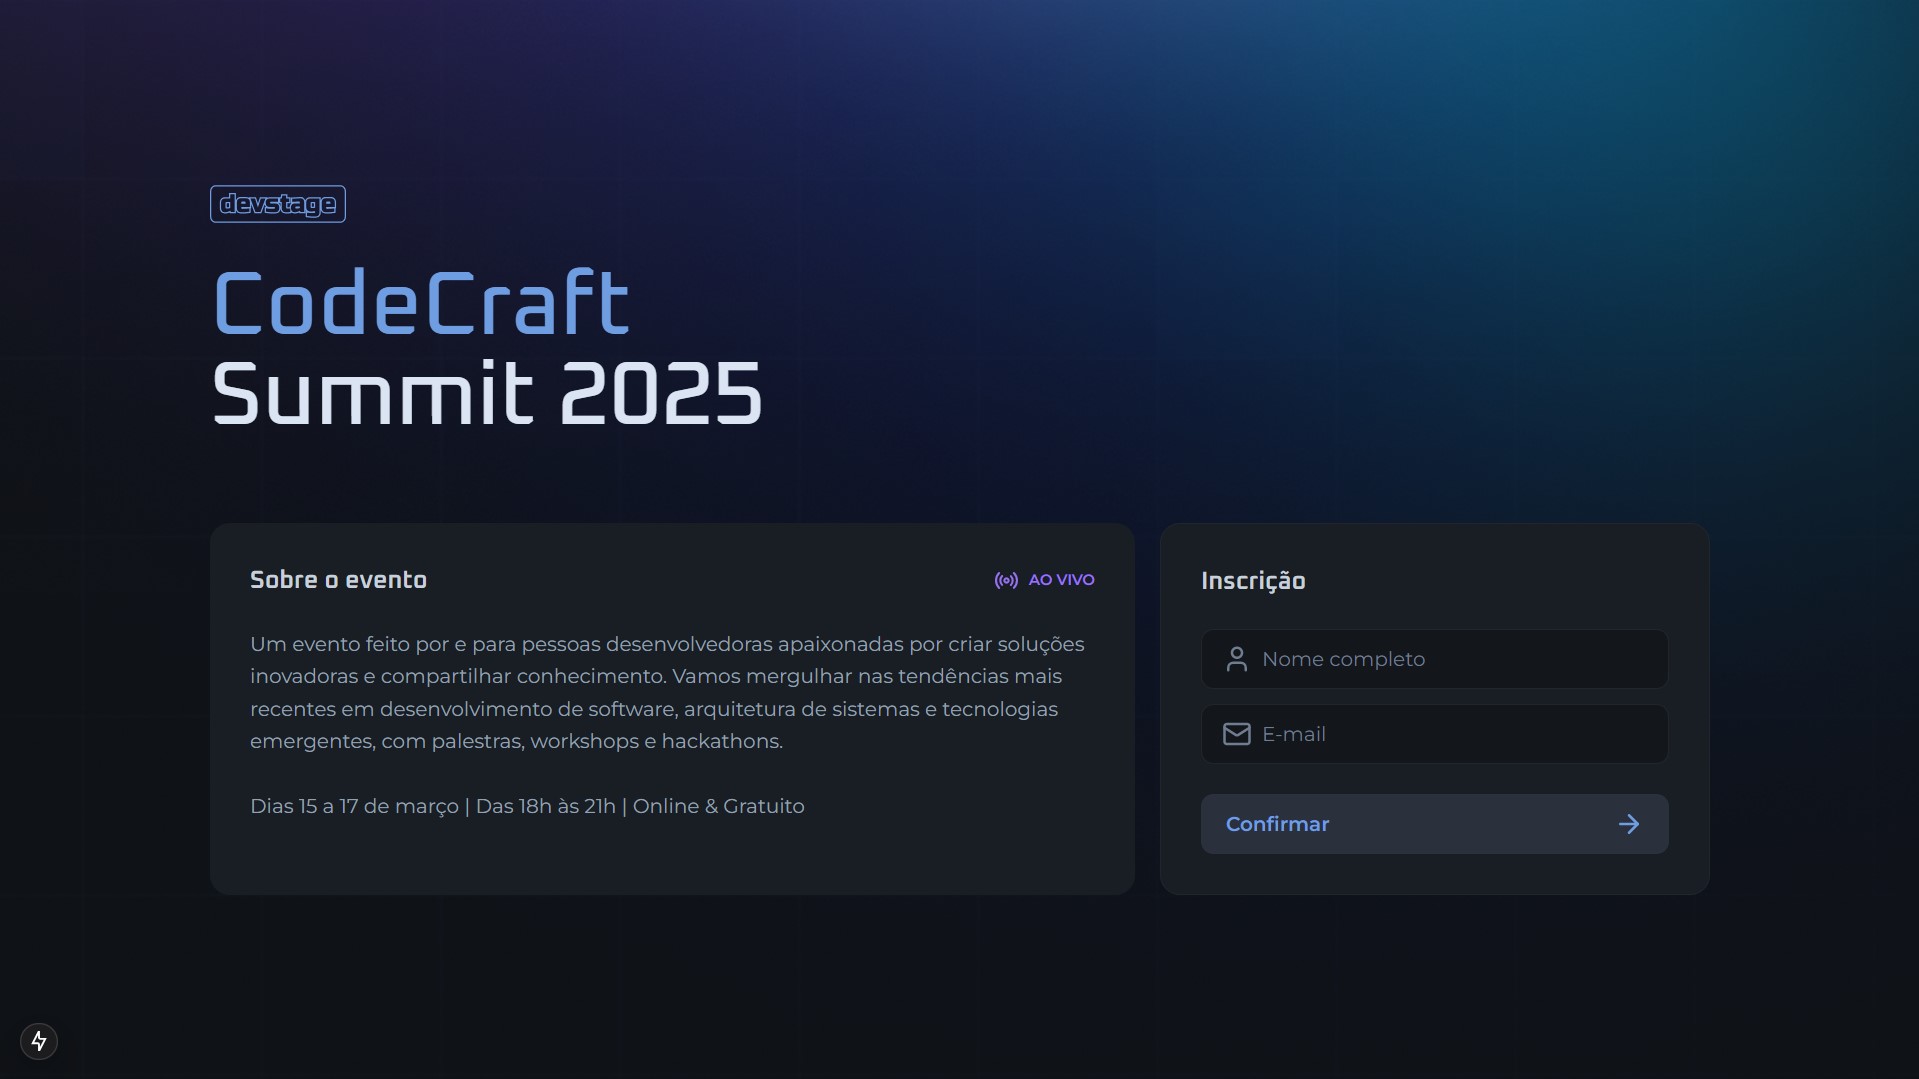 devstage
CodeCraft
Summit 2025
Sobre o evento
AO VIVO
Um evento feito por e para pessoas desenvolvedoras apaixonadas por criar soluções
inovadoras e compartilhar conhecimento. Vamos mergulhar nas tendências mais
recentes em desenvolvimento de software, arquitetura de sistemas e tecnologias
emergentes, com palestras, workshops e hackathons.
Dias 15 a 17 de março | Das 18h às 21h | Online & Gratuito
Inscrição
Nome completo
E-mail
Confirmar